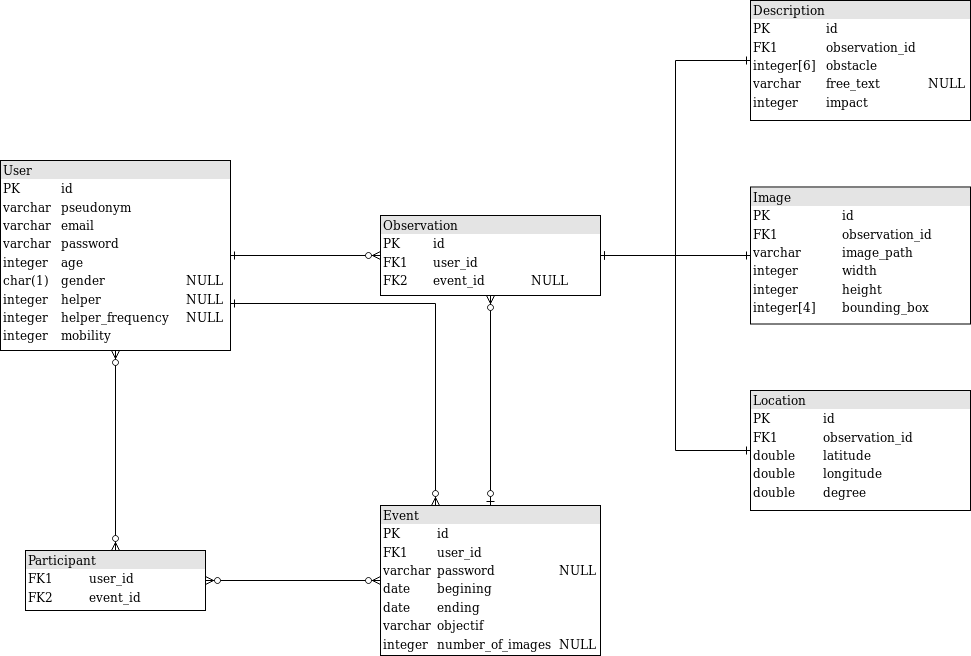 Description
PK id
FK1 observation_id
integer[6] obstacle
varchar free_text NULL
integer impact
User
PK id
varchar pseudonym
varchar email
varchar password
integer age
char(1) gender NULL
integer helper NULL
integer helper_frequency NULL
integer mobility
Observation
PK id
FK1 user_id
FK2 event_id NULL
Image
PK id
FK1 observation_id
varchar image_path
integer width
integer height
integer[4] bounding_box
Location
PK id
FK1 observation_id
double latitude
double longitude
double degree
Participant
FK1 user_id
FK2 event_id
Event
PK id
FK1 user_id
varchar password NULL
date begining
date ending
varchar objectif
integer number_of_images NULL